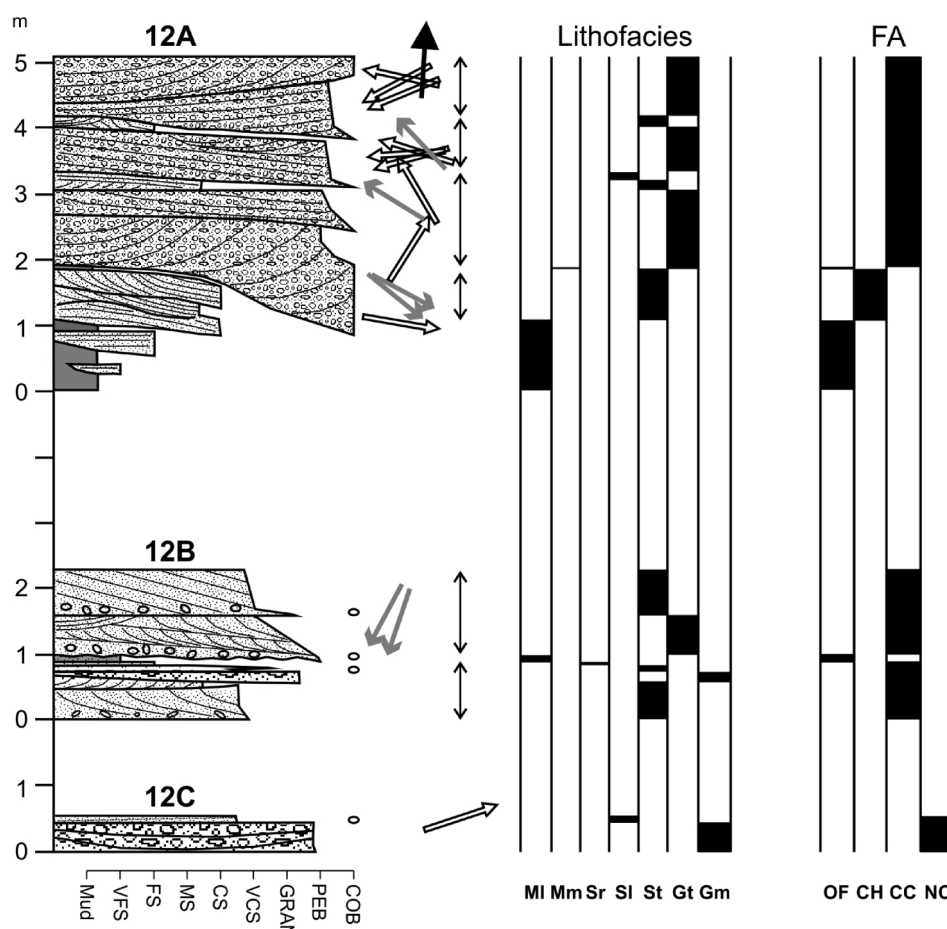 m
12A
Lithofacies
FA
5
4
3
2
1
0
12B
2
1
0
12C
1
0
Mud
VFS
FS
MS
CS
VCS
GRAN
PEB
COB
Ml Mm Sr Sl St Gt Gm
OF CH CC NC